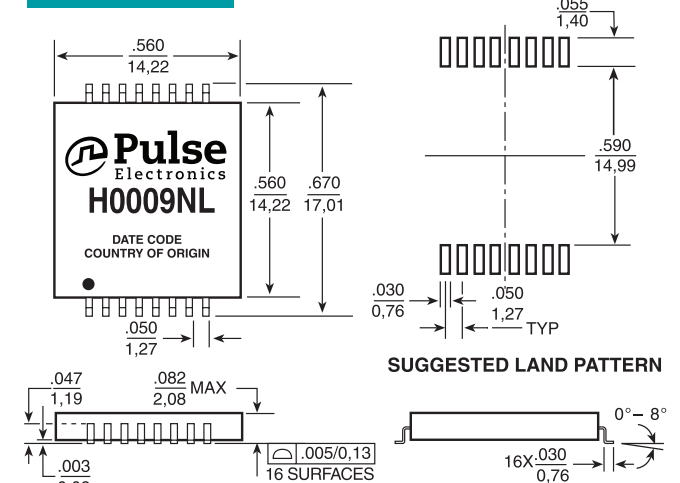 .560
14,22
Pulse
Electronics
H0009NL
DATE CODE
COUNTRY OF ORIGIN
.560
14,22
.670
17,01
.050
1,27
.055
1,40
.590
14,99
.030
0,76
.050
1,27
TYP
SUGGESTED LAND PATTERN
.047
1,19
.082
2,08
MAX
.003
.005/0,13
16 SURFACES
0°– 8°
16X .030
0,76